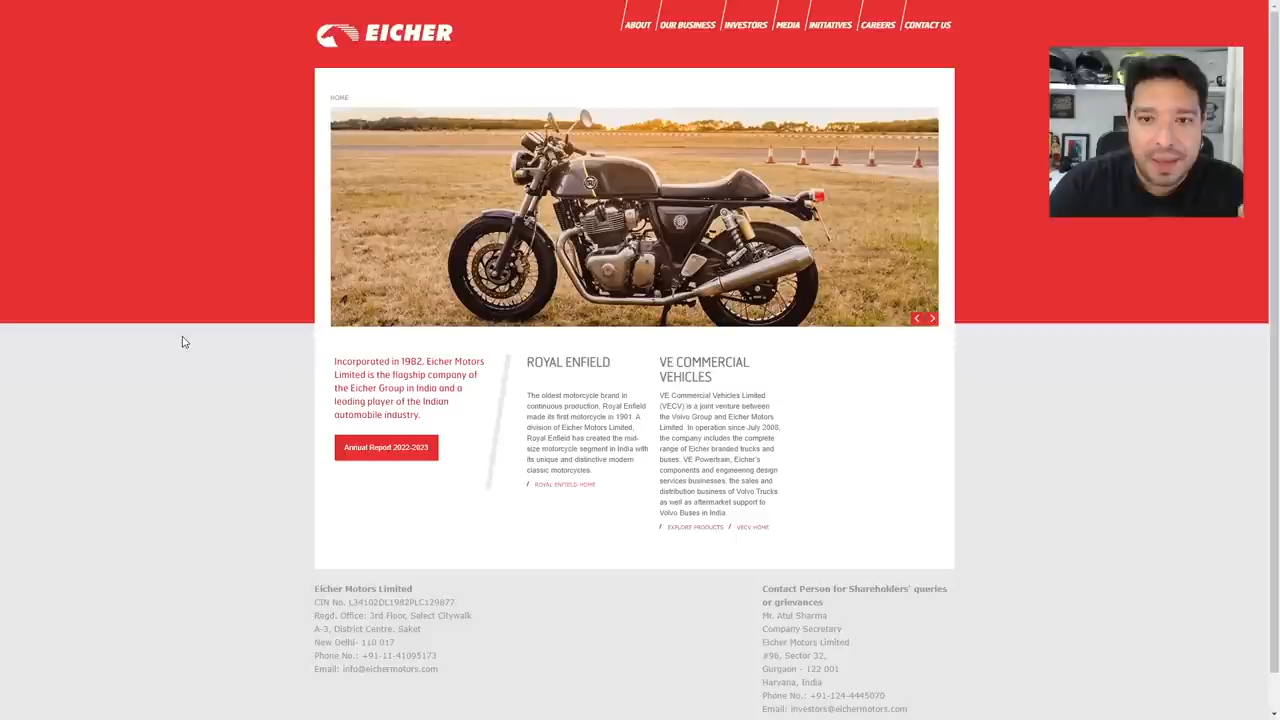 EICHER
ABOUT
OUR BUSINESS
INVESTORS
MEDIA
INITIATIVES
CAREERS
CONTACT US
HOME
Incorporated in 1982, Eicher Motors
Limited is the flagship company of
the Eicher Group in India and a
leading player of the Indian
automobile industry.
Annual Report 2022-2023
ROYAL ENFIELD
The oldest motorcycle brand in
continuous production, Royal Enfield
made its first motorcycle in 1901. A
division of Eicher Motors Limited,
Royal Enfield has created the mid-
size motorcycle segment in India with
its unique and distinctive modern
classic motorcycles.
/ ROYAL ENFIELD HOME
VE COMMERCIAL
VEHICLES
VE Commercial Vehicles Limited
(VECV) is a joint venture between
the Volvo Group and Eicher Motors
Limited. In operation since July 2008,
the company includes the complete
range of Eicher branded trucks and
buses, VE Powertrain, Eicher's
components and engineering design
services businesses, the sales and
distribution business of Volvo Trucks
as well as aftermarket support to
Volvo Buses in India.
/ EXPLORE PRODUCTS / VECV HOME
Eicher Motors Limited
CIN No. L34102DL1982PLC129877
Regd. Office: 3rd Floor, Select Citywalk
A-3, District Centre, Saket
New Delhi- 110 017
Phone No.: +91-11-41095173
Email: info@eichermotors.com
Contact Person for Shareholders' queries
or grievances
Mr. Atul Sharma
Company Secretary
Eicher Motors Limited
#96, Sector 32,
Gurgaon - 122 001
Haryana, India
Phone No.: +91-124-4445070
Email: investors@eichermotors.com